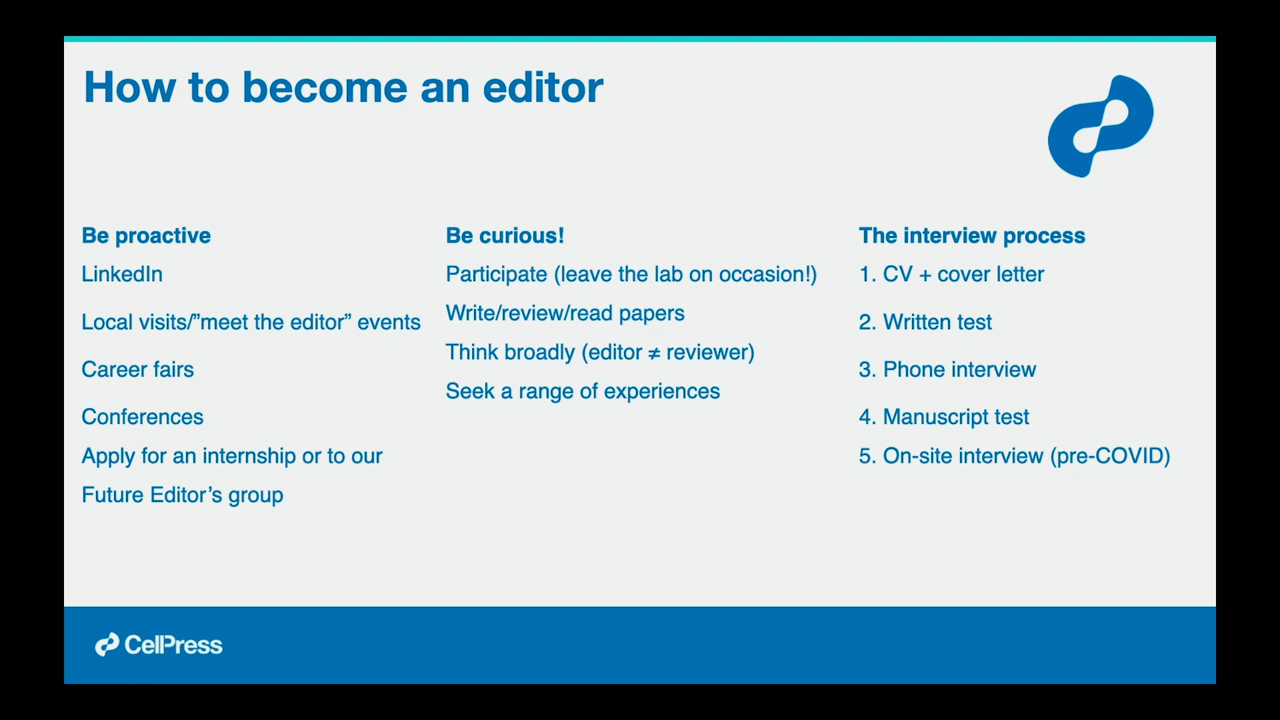 How to become an editor
Be proactive
LinkedIn
Local visits/”meet the editor” events
Career fairs
Conferences
Apply for an internship or to our
Future Editor’s group
Be curious!
Participate (leave the lab on occasion!)
Write/review/read papers
Think broadly (editor ≠ reviewer)
Seek a range of experiences
The interview process
1. CV + cover letter
2. Written test
3. Phone interview
4. Manuscript test
5. On-site interview (pre-COVID)
CellPress